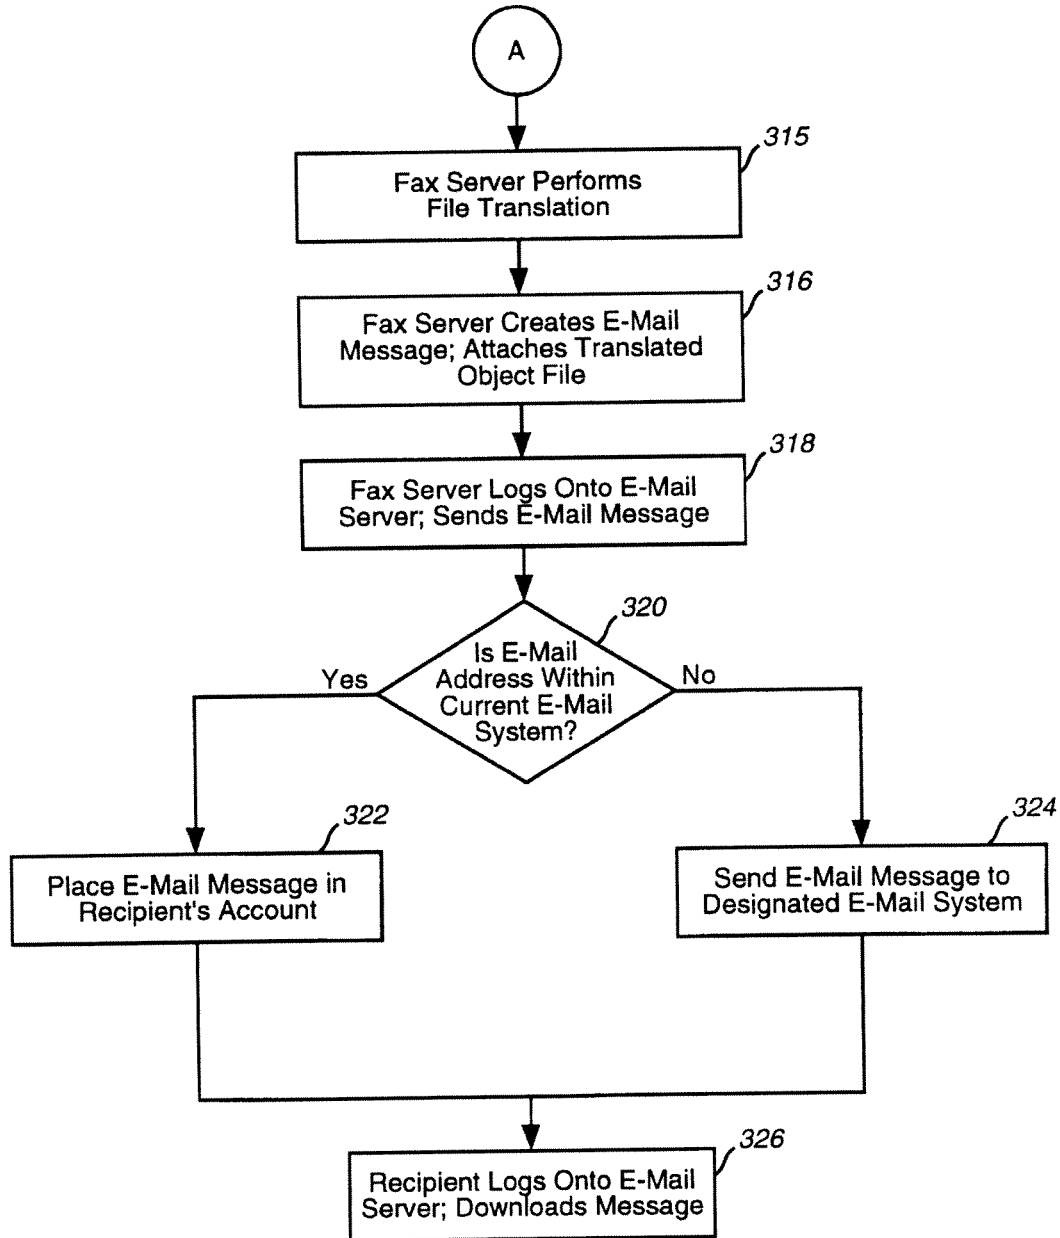 A
315
Fax Server Performs
File Translation
316
Fax Server Creates E-Mail
Message; Attaches Translated
Object File
318
Fax Server Logs Onto E-Mail
Server; Sends E-Mail Message
320
Is E-Mail
Address Within
Current E-Mail
System?
Yes
No
322
Place E-Mail Message in
Recipient's Account
324
Send E-Mail Message to
Designated E-Mail System
326
Recipient Logs Onto E-Mail
Server; Downloads Message